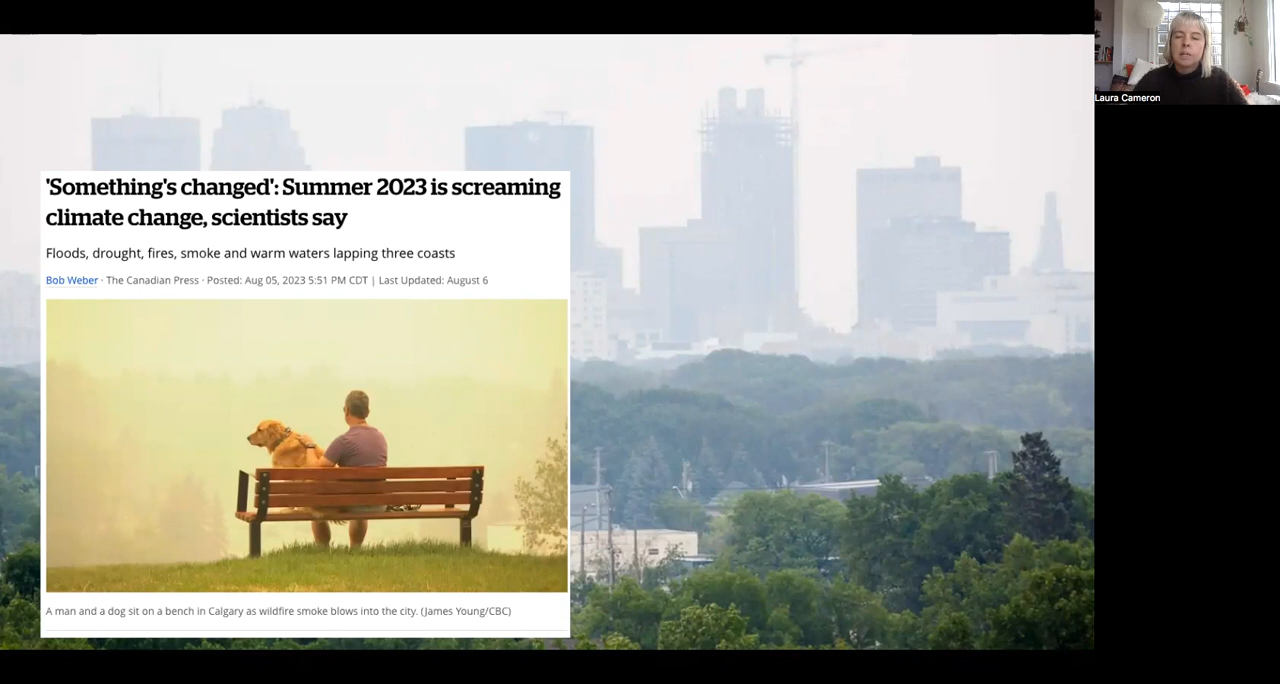 'Something's changed': Summer 2023 is screaming
climate change, scientists say
Floods, drought, fires, smoke and warm waters lapping three coasts
Bob Weber · The Canadian Press · Posted: Aug 05, 2023 5:51 PM CDT | Last Updated: August 6
A man and a dog sit on a bench in Calgary as wildfire smoke blows into the city. (James Young/CBC)
Laura Cameron